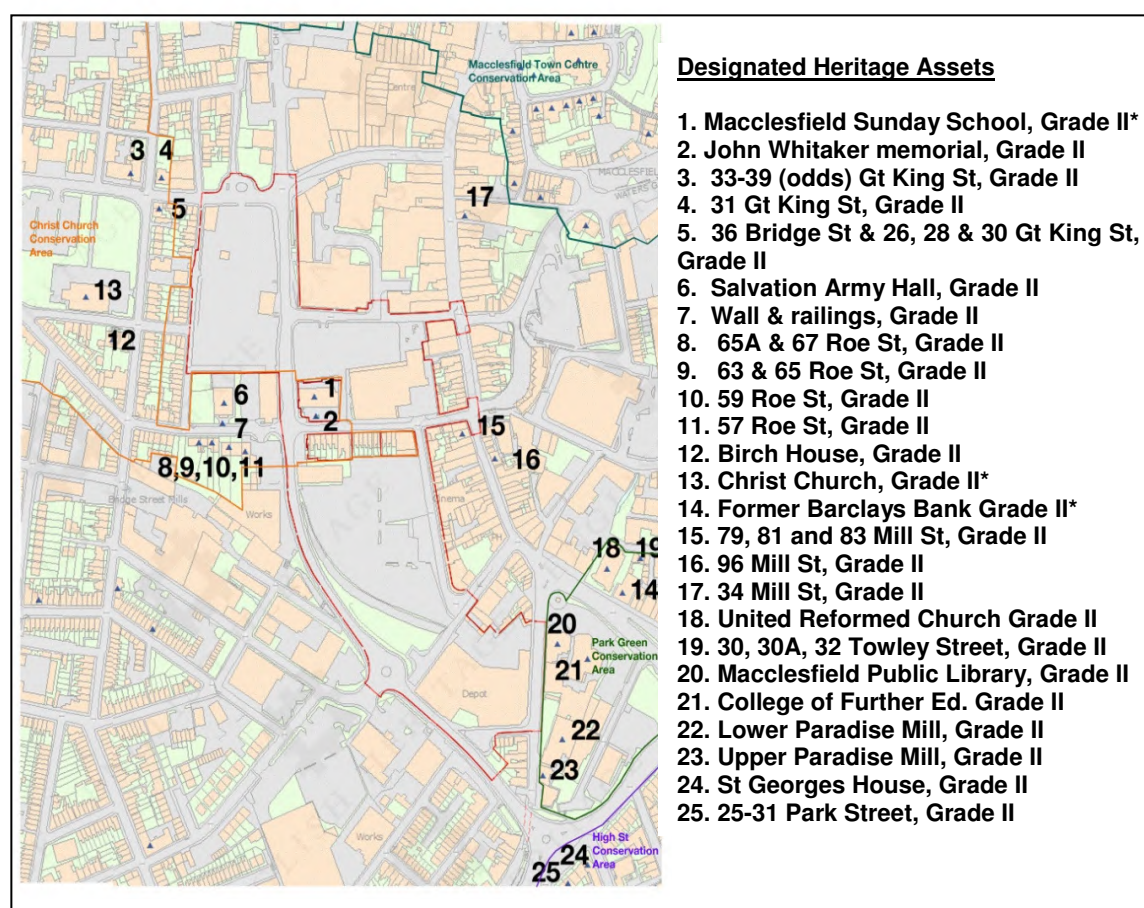 Macclesfield Town Centre
Conservation Area
Centre
3 4
MACCLESFIE
WATERS G
17
5
Christ Church
Conservation
Area
13
12
6
1
7
2
15
8,9,10,11
16
Bridge Street Mills
Works
Cinema
PH
18 19
14
20
Park Green
Conservation
Area
21
Depot
22
23
Works
High St
Conservation
Area
24
25
Designated Heritage Assets
1. Macclesfield Sunday School, Grade II*
2. John Whitaker memorial, Grade II
3. 33-39 (odds) Gt King St, Grade II
4. 31 Gt King St, Grade II
5. 36 Bridge St & 26, 28 & 30 Gt King St,
Grade II
6. Salvation Army Hall, Grade II
7. Wall & railings, Grade II
8. 65A & 67 Roe St, Grade II
9. 63 & 65 Roe St, Grade II
10. 59 Roe St, Grade II
11. 57 Roe St, Grade II
12. Birch House, Grade II
13. Christ Church, Grade II*
14. Former Barclays Bank Grade II*
15. 79, 81 and 83 Mill St, Grade II
16. 96 Mill St, Grade II
17. 34 Mill St, Grade II
18. United Reformed Church Grade II
19. 30, 30A, 32 Towley Street, Grade II
20. Macclesfield Public Library, Grade II
21. College of Further Ed. Grade II
22. Lower Paradise Mill, Grade II
23. Upper Paradise Mill, Grade II
24. St Georges House, Grade II
25. 25-31 Park Street, Grade II